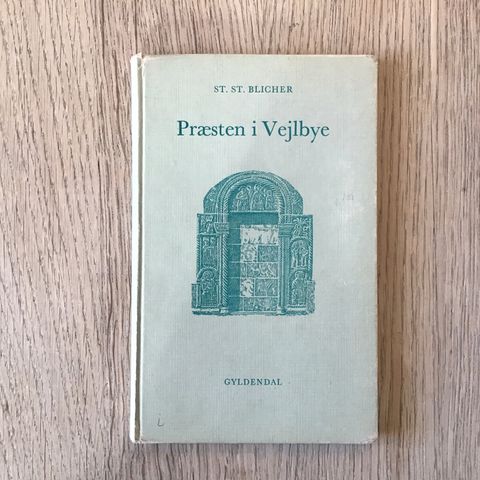 ST. ST. BLICHER
Præsten i Vejlbye
GYLDENDAL